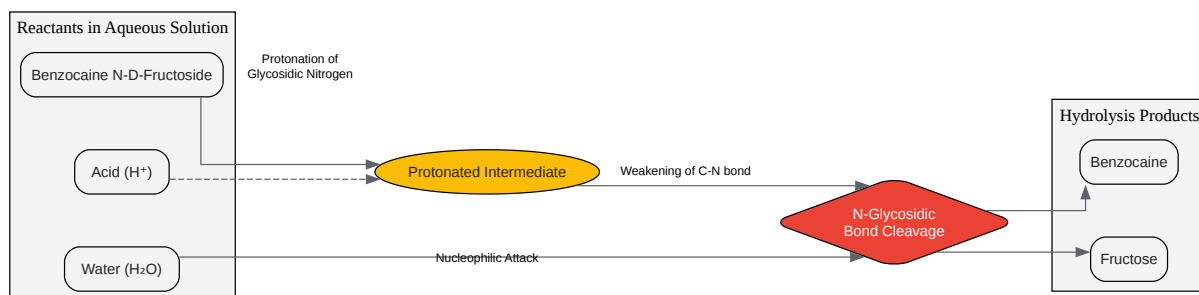 Reactants in Aqueous Solution
Benzocaine N-D-Fructoside
Protonation of
Glycosidic Nitrogen
Acid (H⁺)
Protonated Intermediate
Weakening of C-N bond
N-Glycosidic
Bond Cleavage
Water (H₂O)
Nucleophilic Attack
Hydrolysis Products
Benzocaine
Fructose